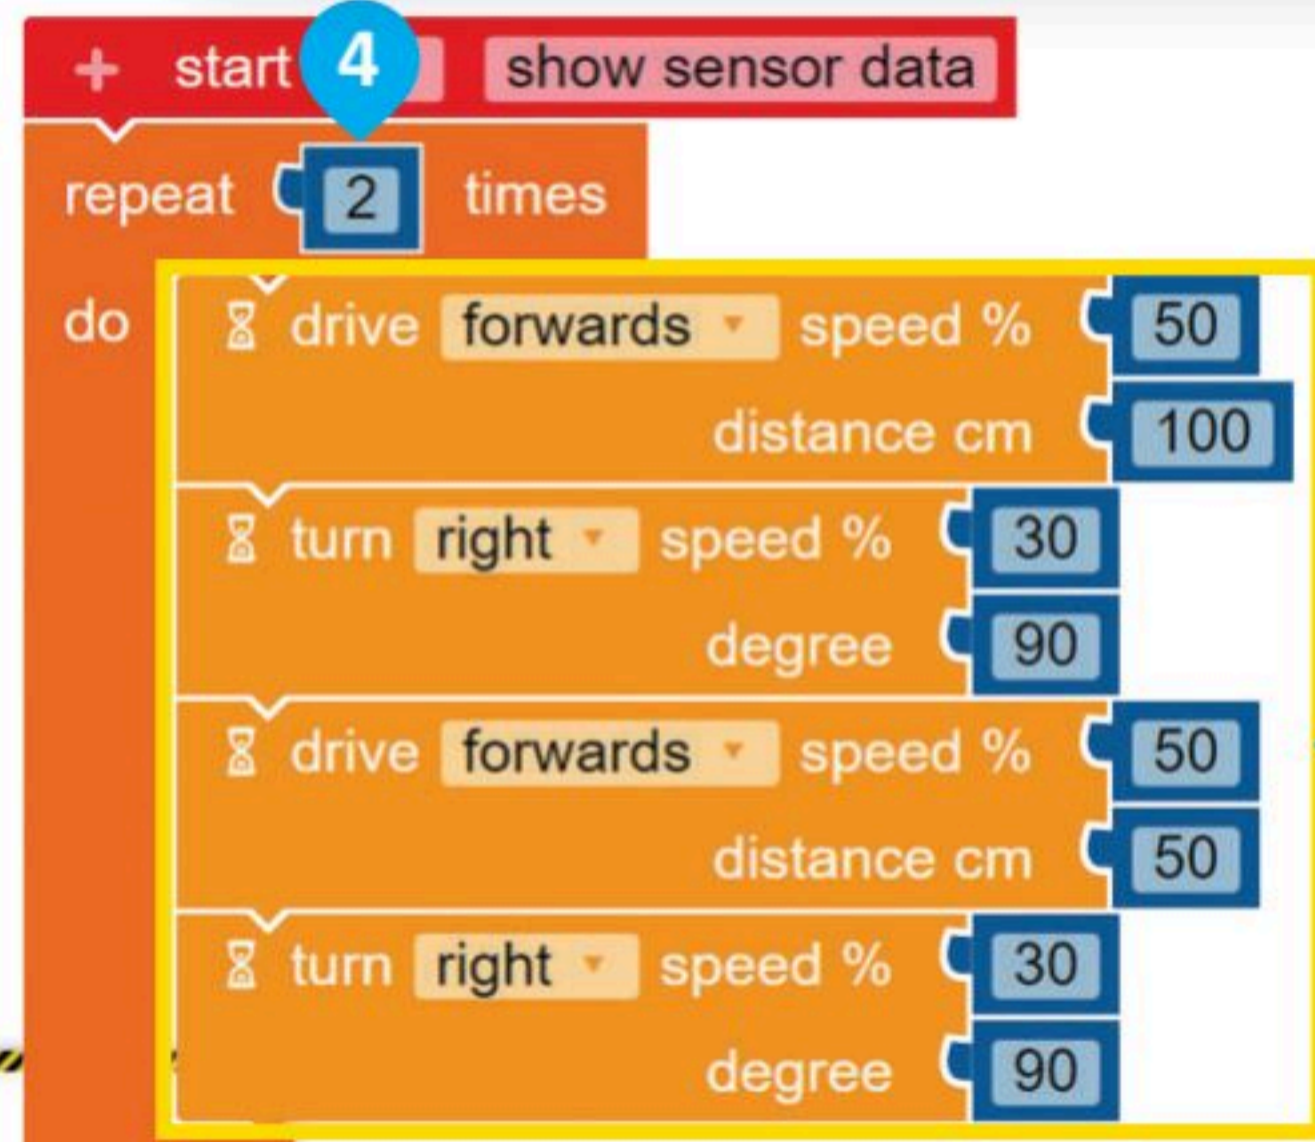 + start 4 show sensor data
repeat 2 times
do drive forwards speed % 50
distance cm 100
turn right speed % 30
degree 90
drive forwards speed % 50
distance cm 50
turn right speed % 30
degree 90